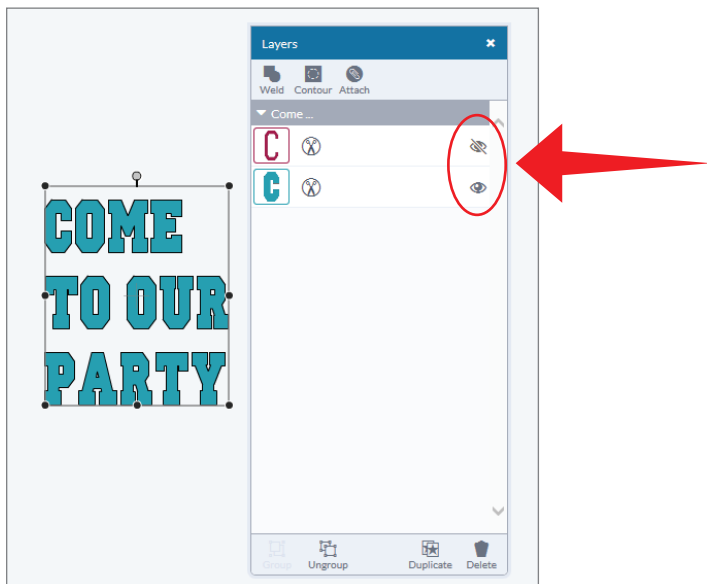 Layers
Weld Contour Attach
Come ...
C
C
COME
TO OUR
PARTY
Group Ungroup Duplicate Delete